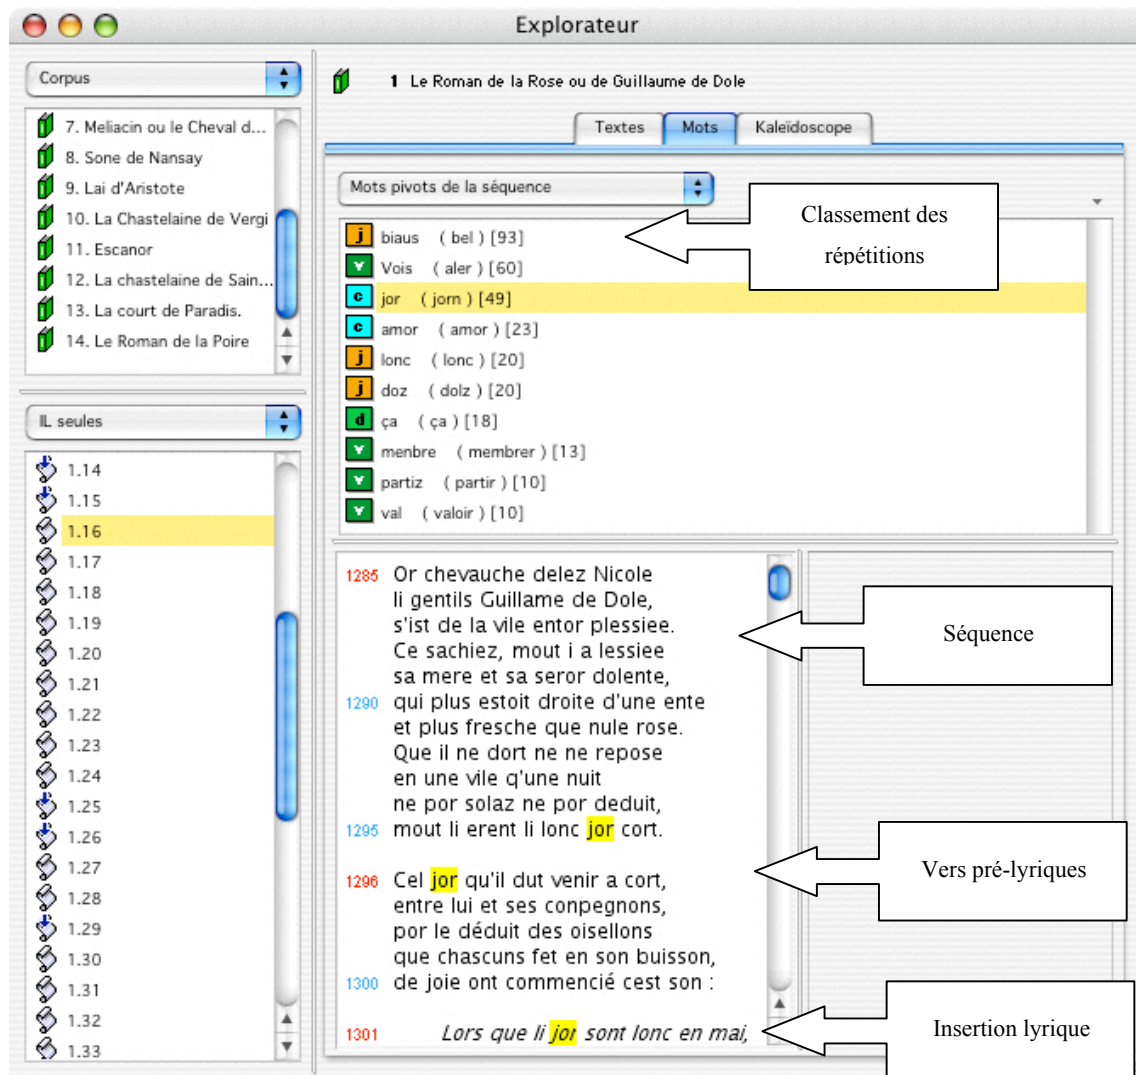 Explorateur
Corpus
7. Meliacin ou le Cheval d...
8. Sone de Nansay
9. Lai d'Aristote
10. La Chastelaine de Vergi
11. Escanor
12. La chastelaine de Sain...
13. La court de Paradis.
14. Le Roman de la Poire
IL seules
1.14
1.15
1.16
1.17
1.18
1.19
1.20
1.21
1.22
1.23
1.24
1.25
1.26
1.27
1.28
1.29
1.30
1.31
1.32
1.33
1 Le Roman de la Rose ou de Guillaume de Dole
Textes Mots Kaleïdoscope
Mots pivots de la séquence
j biaus ( bel ) [93]
v Vois ( aler ) [60]
c jor ( jorn ) [49]
c amor ( amor ) [23]
j lonc ( lonc ) [20]
j doz ( dolz ) [20]
d ça ( ça ) [18]
v menbre ( membrer ) [13]
v partiz ( partir ) [10]
v val ( valoir ) [10]
Classement des
répétitions
1285 Or chevauche delez Nicole
li gentils Guillame de Dole,
s'ist de la vile entor plessiee.
Ce sachiez, mout i a lessiee
sa mere et sa seror dolente,
1290 qui plus estoit droite d'une ente
et plus fresche que nule rose.
Que il ne dort ne ne repose
en une vile q'une nuit
ne por solaz ne por deduit,
1295 mout li erent li lonc jor cort.
1296 Cel jor qu'il dut venir a cort,
entre lui et ses conpegnons,
por le déduit des oisellons
que chascuns fet en son buisson,
1300 de joie ont commencié cest son :
1301 Lors que li jor sont lonc en mai,
Séquence
Vers pré-lyriques
Insertion lyrique